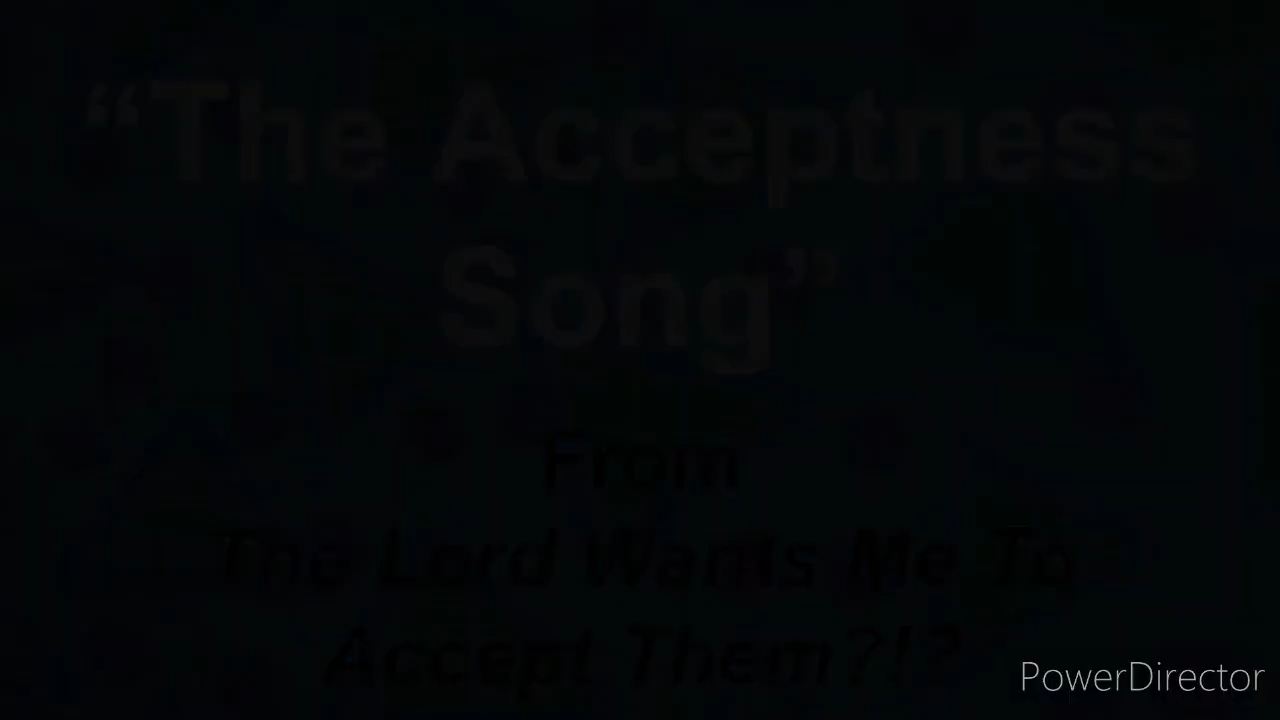 “The Acceptness
Song”
From
The Lord Wants Me To
Accept Them?!?
PowerDirector